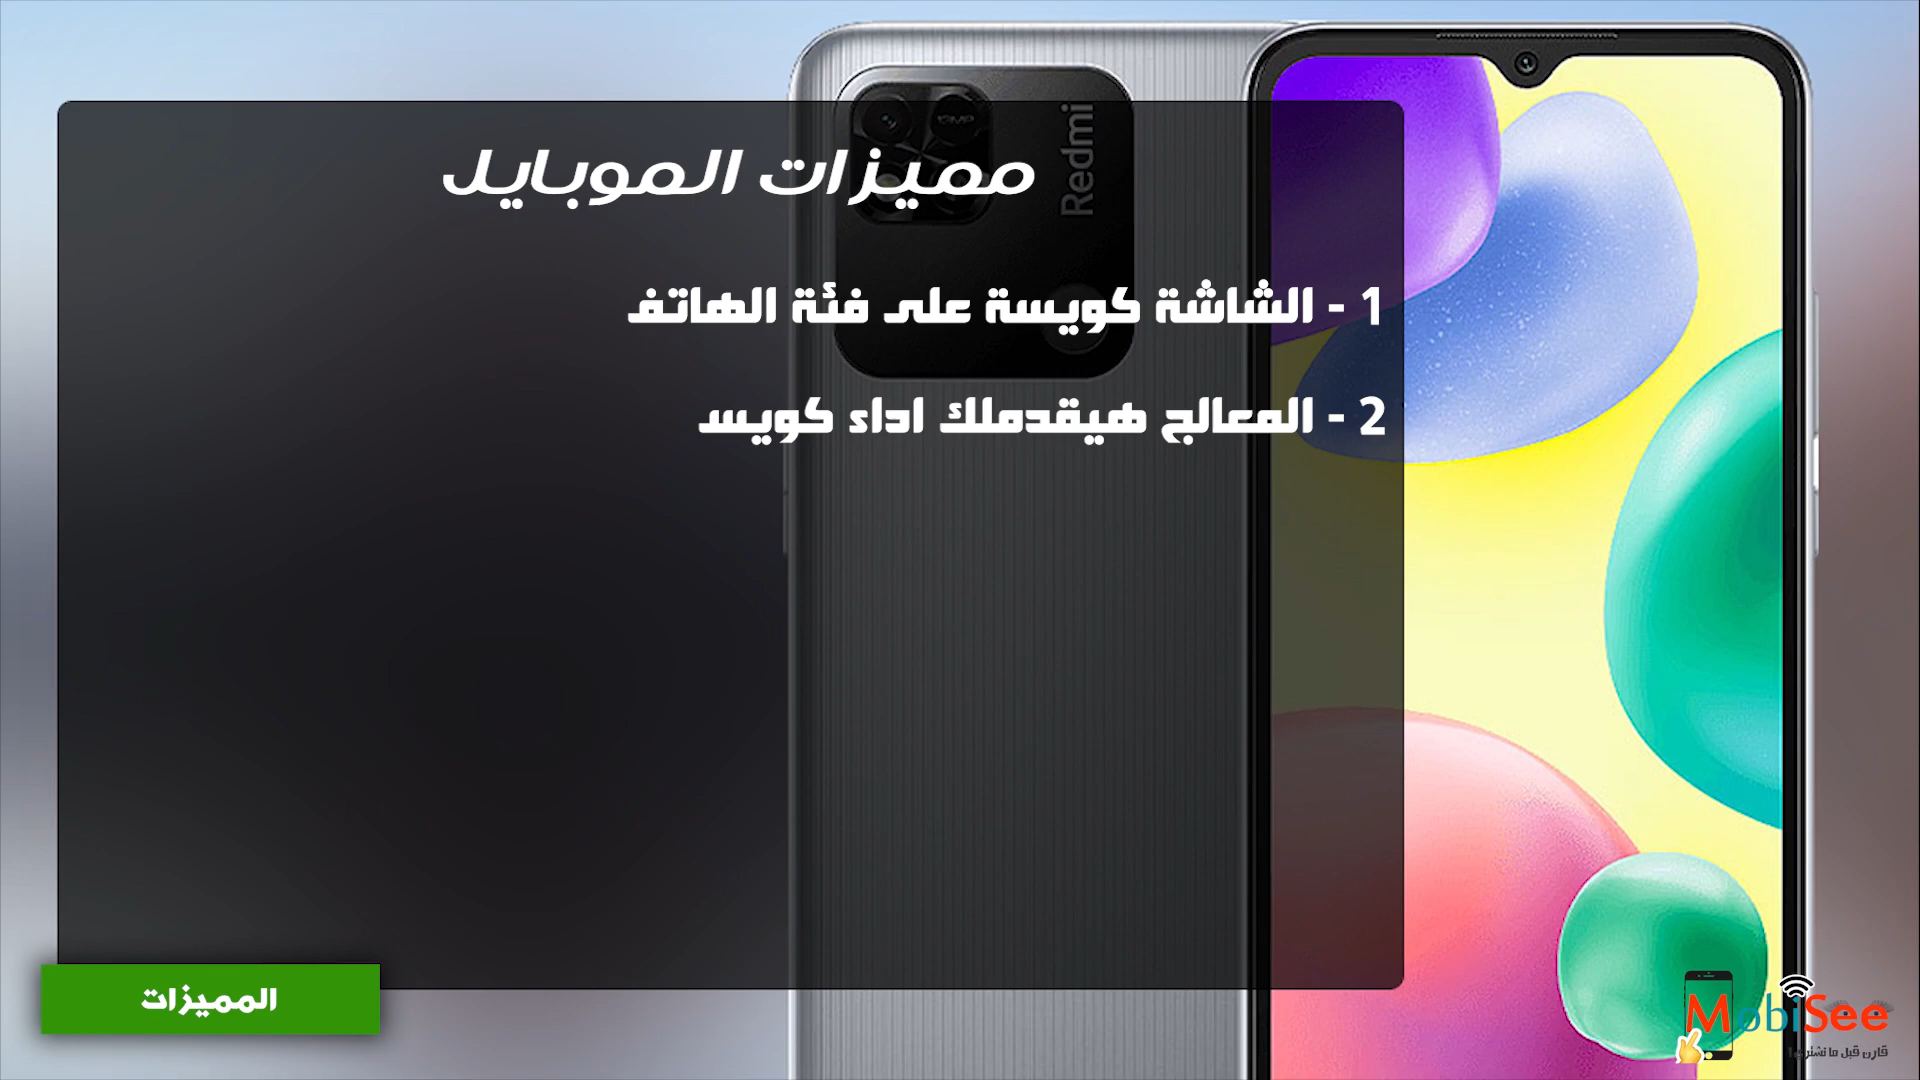 مميزات الموبايل
1 - الشاشة كويسة على فئة الهاتف
2 - المعالج هيقدملك اداء كويس
المميزات
Redmi
13MP
MobiSee
قارن قبل ما تشتري !